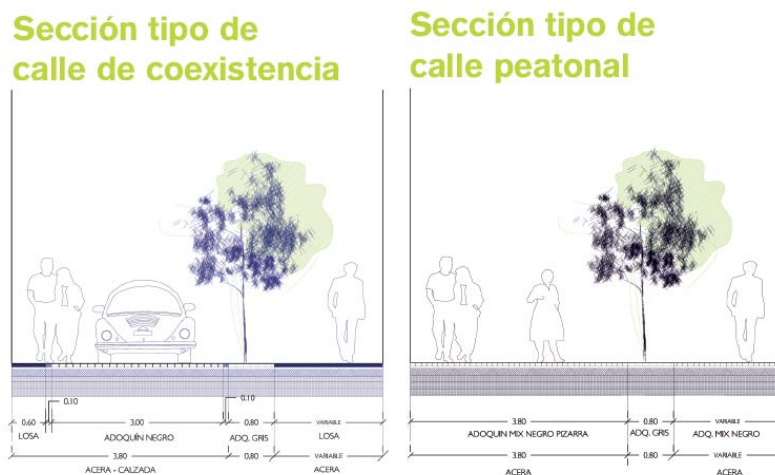 Sección tipo de
calle de coexistencia
0.10
0.10
0.60 3.00 0.80 VARIABLE
LOSA ADOQUÍN NEGRO ADQ. GRIS LOSA
3.80 0.80 VARIABLE
ACERA - CALZADA ACERA
Sección tipo de
calle peatonal
3.80 0.80 VARIABLE
ADOQUIN MIX NEGRO PIZARRA ADQ. GRIS ADQ. MIX NEGRO
3.80 0.80 VARIABLE
ACERA ACERA